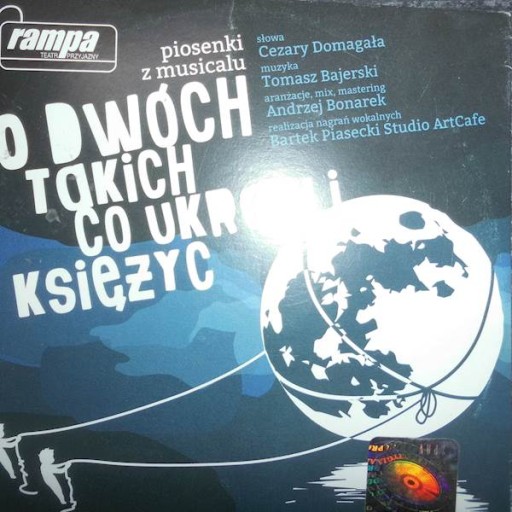 rampa
TEATR PRZYJAZNY
piosenki
z musicalu
O DWÓCH
TAKICH
CO
KSIĘŻYC
słowa
Cezary Domagała
muzyka
Tomasz Bajerski
aranżacje, mix, mastering
Andrzej Bonarek
realizacja nagrań wokalnych
Bartek Piasecki Studio ArtCafe